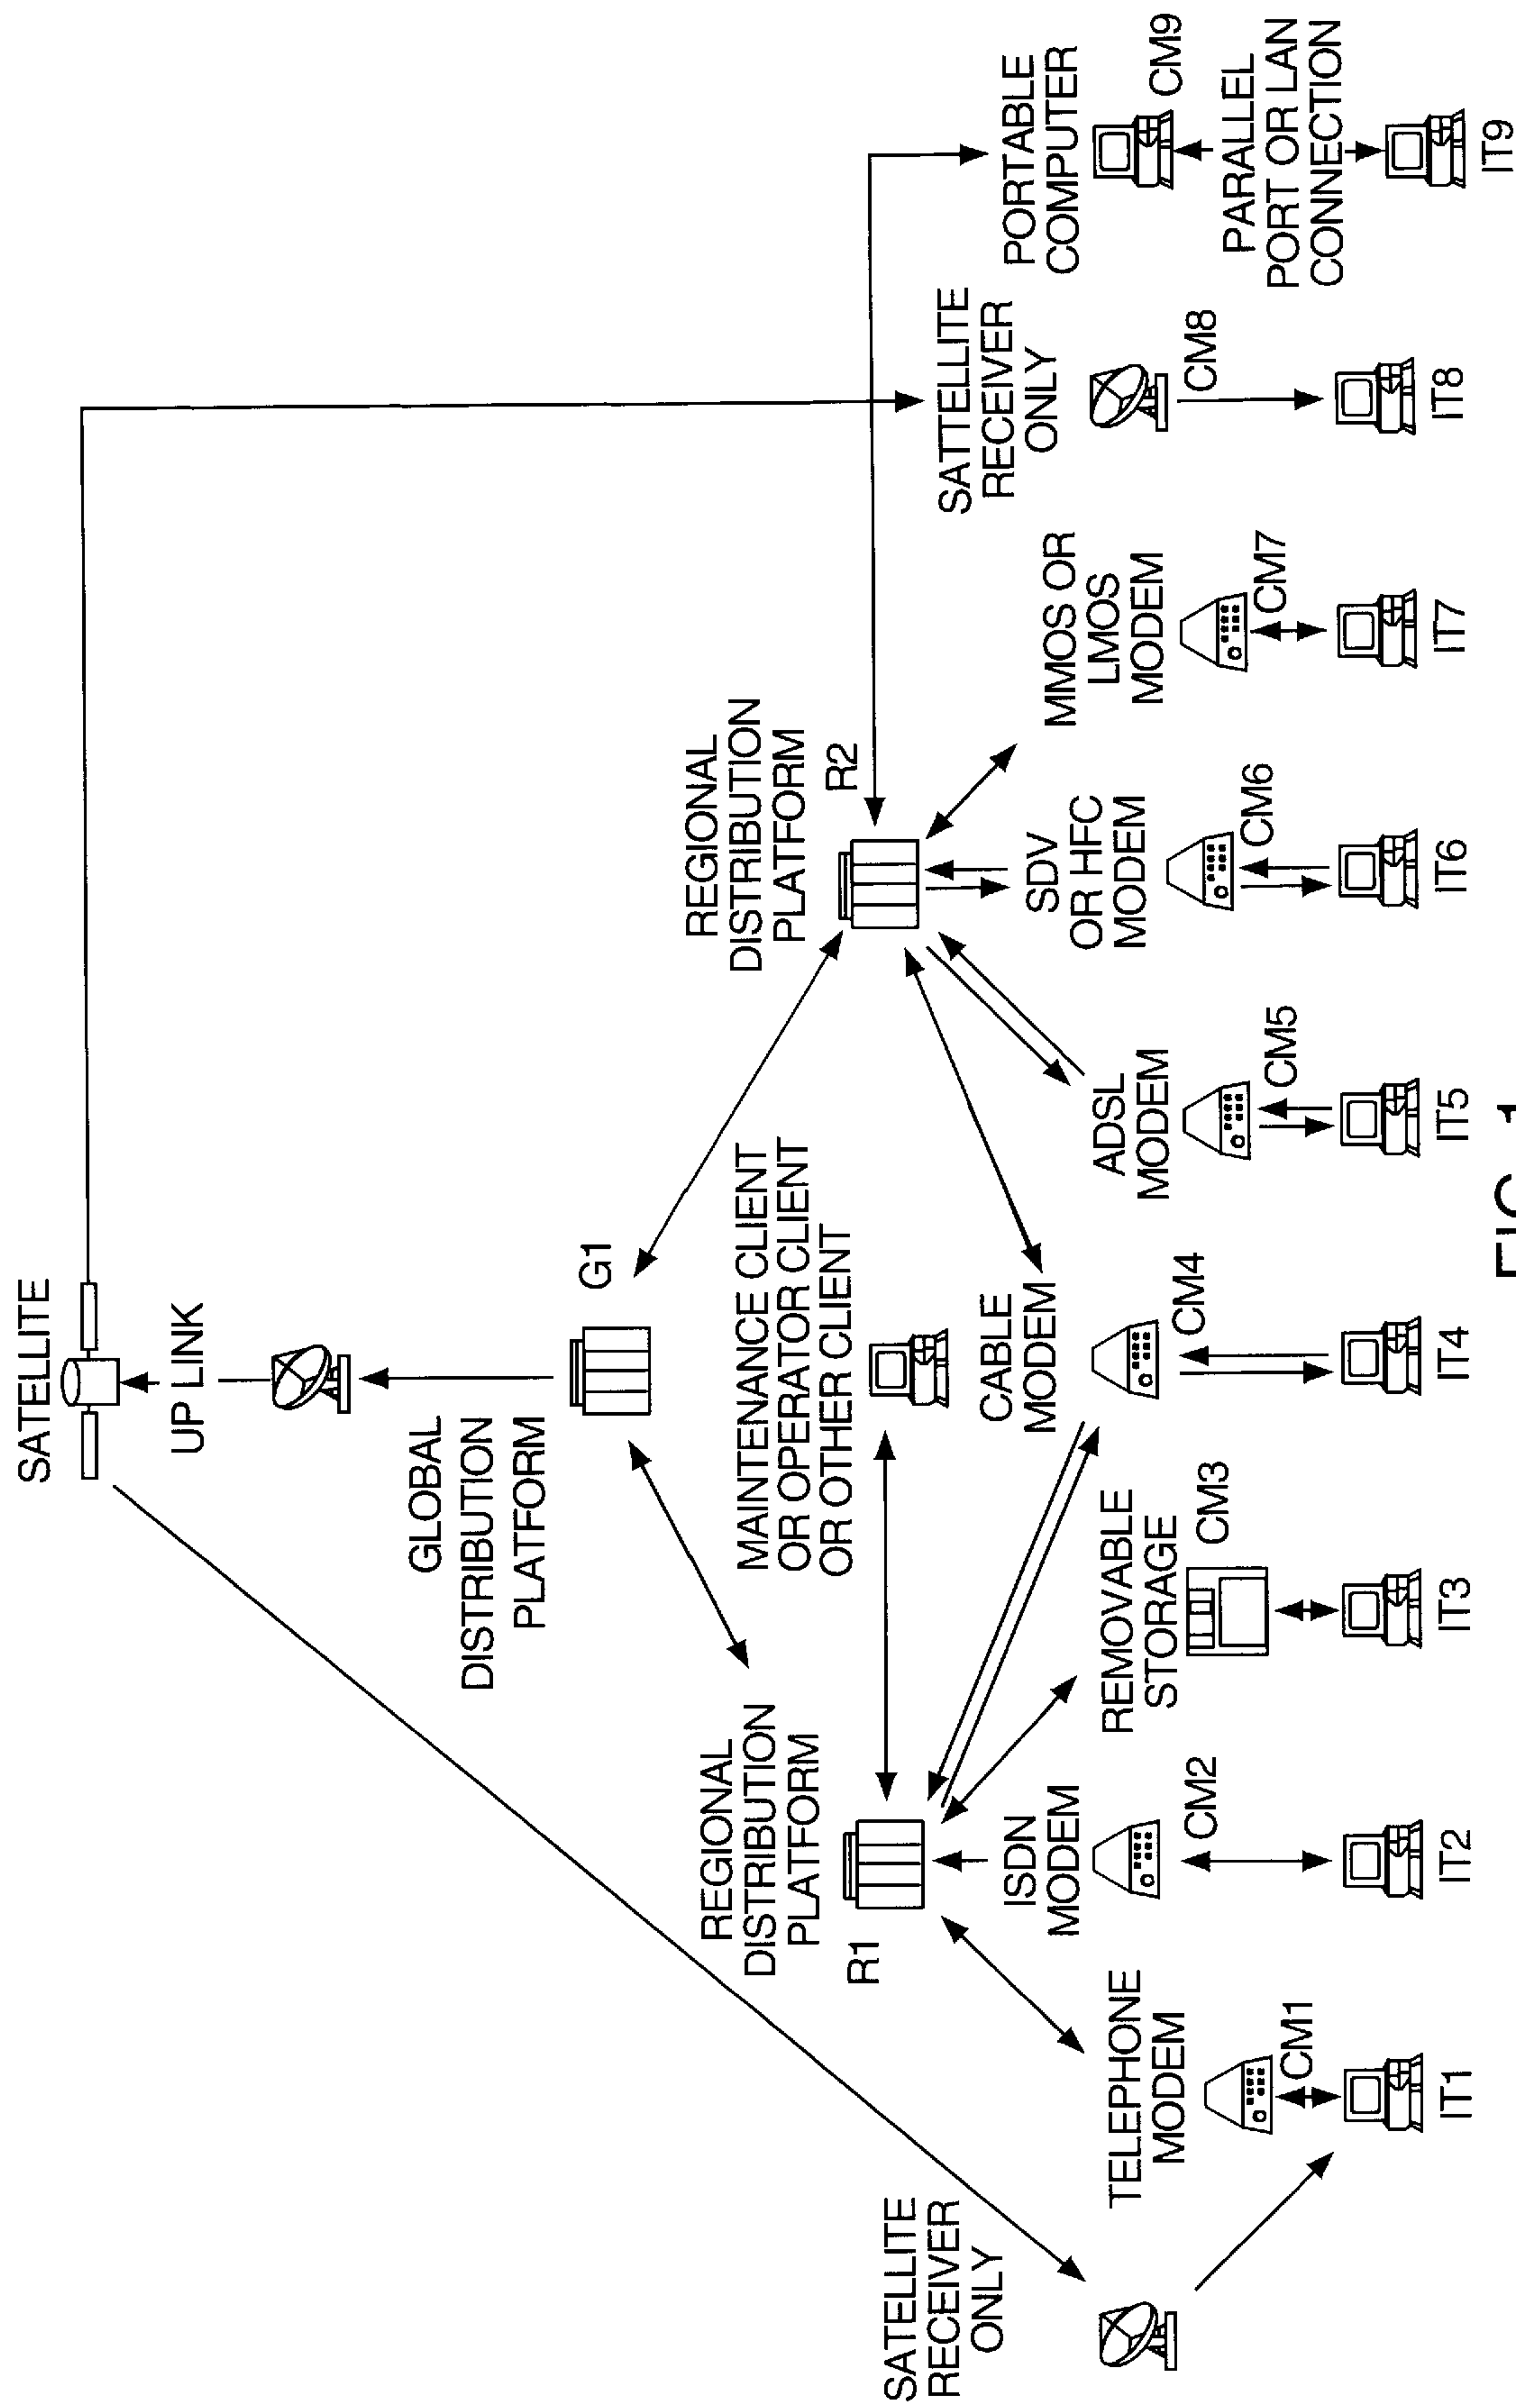 SATELLITE
UP LINK
GLOBAL
DISTRIBUTION
PLATFORM
G1
REGIONAL
DISTRIBUTION
PLATFORM
R1
MAINTENANCE CLIENT
OR OPERATOR CLIENT
OR OTHER CLIENT
REGIONAL
DISTRIBUTION
PLATFORM
R2
SATELLITE
RECEIVER
ONLY
TELEPHONE
MODEM
CM1
IT1
ISDN
MODEM
CM2
IT2
REMOVABLE
STORAGE
CM3
IT3
CABLE
MODEM
CM4
IT4
ADSL
MODEM
CM5
IT5
SDV
OR HFC
MODEM
CM6
IT6
MMOS OR
LMOS
MODEM
CM7
IT7
SATTELLITE
RECEIVER
ONLY
CM8
IT8
PORTABLE
COMPUTER
CM9
PARALLEL
PORT OR LAN
CONNECTION
IT9